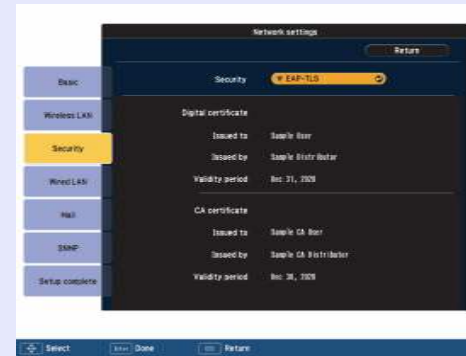 Network settings
Return
Basic
Wireless LAN
Security
Wired LAN
Mail
SNMP
Setup complete
Security
EAP-TLS
Digital certificate
Issued to Sample User
Issued by Sample Distributor
Validity period Dec 31, 2020
CA certificate
Issued to Sample CA User
Issued by Sample CA Distributor
Validity period Dec 30, 2020
Select Enter Done Return